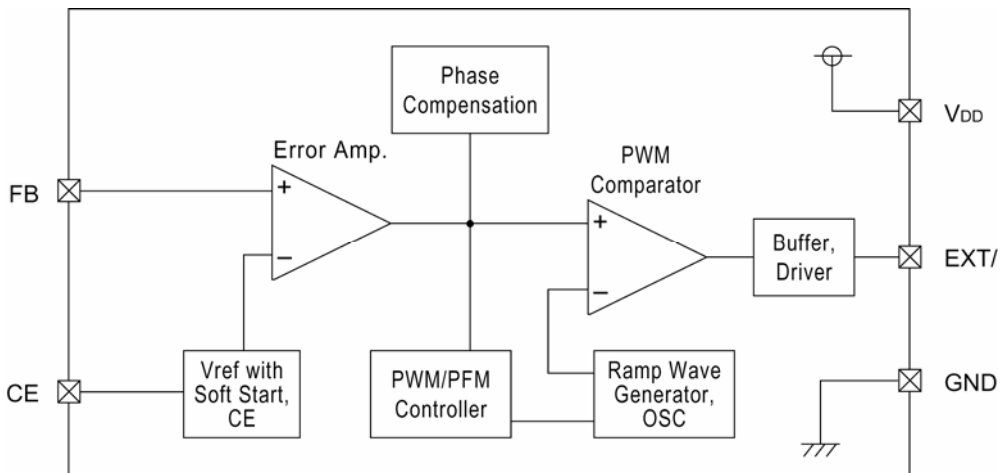 Phase
Compensation
VDD
Error Amp.
PWM
Comparator
FB
+
−
+
−
Buffer,
Driver
EXT/
Vref with
Soft Start,
CE
PWM/PFM
Controller
Ramp Wave
Generator,
OSC
CE
GND